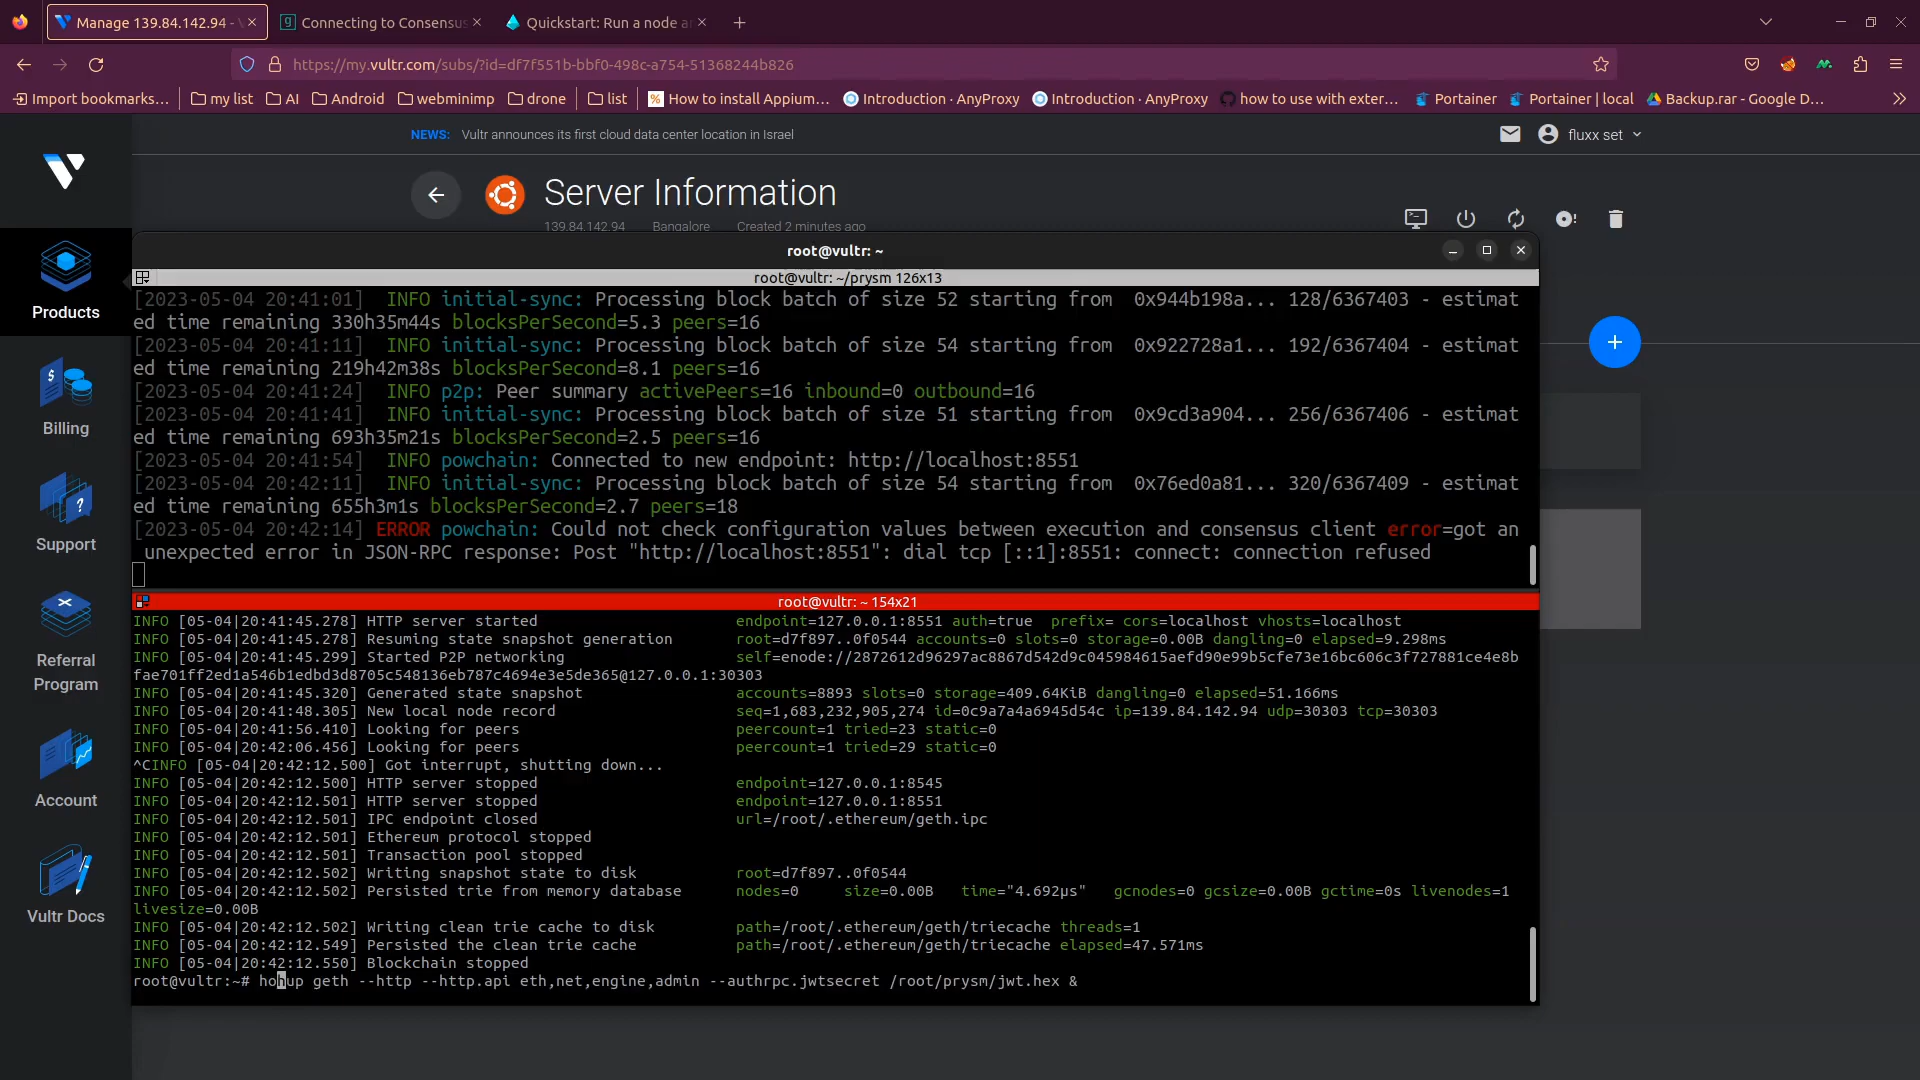 Manage 139.84.142.94 -
Connecting to Consensus
Quickstart: Run a node a
https://my.vultr.com/subs/?id=df7f551b-bbf0-498c-a754-51368244b826
Import bookmarks...
my list
AI
Android
webminimp
drone
list
How to install Appium...
Introduction · AnyProxy
Introduction · AnyProxy
how to use with exter...
Portainer
Portainer | local
Backup.rar - Google D...
NEWS: Vultr announces its first cloud data center location in Israel
fluxx set
Server Information
139.84.142.94 Bangalore Created 2 minutes ago
Products
Billing
Support
Referral
Program
Account
Vultr Docs
root@vultr: ~
root@vultr: ~/prysm 126x13
[2023-05-04 20:41:01]  INFO initial-sync: Processing block batch of size 52 starting from  0x944b198a... 128/6367403 - estimat
ed time remaining 330h35m44s blocksPerSecond=5.3 peers=16
[2023-05-04 20:41:11]  INFO initial-sync: Processing block batch of size 54 starting from  0x922728a1... 192/6367404 - estimat
ed time remaining 219h42m38s blocksPerSecond=8.1 peers=16
[2023-05-04 20:41:24]  INFO p2p: Peer summary activePeers=16 inbound=0 outbound=16
[2023-05-04 20:41:41]  INFO initial-sync: Processing block batch of size 51 starting from  0x9cd3a904... 256/6367406 - estimat
ed time remaining 693h35m21s blocksPerSecond=2.5 peers=16
[2023-05-04 20:41:54]  INFO powchain: Connected to new endpoint: http://localhost:8551
[2023-05-04 20:42:11]  INFO initial-sync: Processing block batch of size 54 starting from  0x76ed0a81... 320/6367409 - estimat
ed time remaining 655h3m1s blocksPerSecond=2.7 peers=18
[2023-05-04 20:42:14] ERROR powchain: Could not check configuration values between execution and consensus client error=got an
 unexpected error in JSON-RPC response: Post "http://localhost:8551": dial tcp [::1]:8551: connect: connection refused
root@vultr: ~ 154x21
INFO [05-04|20:41:45.278] HTTP server started endpoint=127.0.0.1:8551 auth=true  prefix= cors=localhost vhosts=localhost
INFO [05-04|20:41:45.278] Resuming state snapshot generation root=d7f897..0f0544 accounts=0 slots=0 storage=0.00B dangling=0 elapsed=9.298ms
INFO [05-04|20:41:45.299] Started P2P networking self=enode://2872612d96297ac8867d542d9c045984615aefd90e99b5cfe73e16bc606c3f727881ce4e8b
fae701ff2ed1a546b1edbd3d8705c548136eb787c4694e3e5de365@127.0.0.1:30303
INFO [05-04|20:41:45.320] Generated state snapshot accounts=8893 slots=0 storage=409.64KiB dangling=0 elapsed=51.166ms
INFO [05-04|20:41:48.305] New local node record seq=1,683,232,905,274 id=0c9a7a4a6945d54c ip=139.84.142.94 udp=30303 tcp=30303
INFO [05-04|20:41:56.410] Looking for peers peercount=1 tried=23 static=0
INFO [05-04|20:42:06.456] Looking for peers peercount=1 tried=29 static=0
^CINFO [05-04|20:42:12.500] Got interrupt, shutting down...
INFO [05-04|20:42:12.500] HTTP server stopped endpoint=127.0.0.1:8545
INFO [05-04|20:42:12.501] HTTP server stopped endpoint=127.0.0.1:8551
INFO [05-04|20:42:12.501] IPC endpoint closed url=/root/.ethereum/geth.ipc
INFO [05-04|20:42:12.501] Ethereum protocol stopped
INFO [05-04|20:42:12.501] Transaction pool stopped
INFO [05-04|20:42:12.502] Writing snapshot state to disk root=d7f897..0f0544
INFO [05-04|20:42:12.502] Persisted trie from memory database nodes=0 size=0.00B time="4.692µs" gcnodes=0 gcsize=0.00B gctime=0s livenodes=1
livesize=0.00B
INFO [05-04|20:42:12.502] Writing clean trie cache to disk path=/root/.ethereum/geth/triecache threads=1
INFO [05-04|20:42:12.549] Persisted the clean trie cache path=/root/.ethereum/geth/triecache elapsed=47.571ms
INFO [05-04|20:42:12.550] Blockchain stopped
root@vultr:~# hohup geth --http --http.api eth,net,engine,admin --authrpc.jwtsecret /root/prysm/jwt.hex &